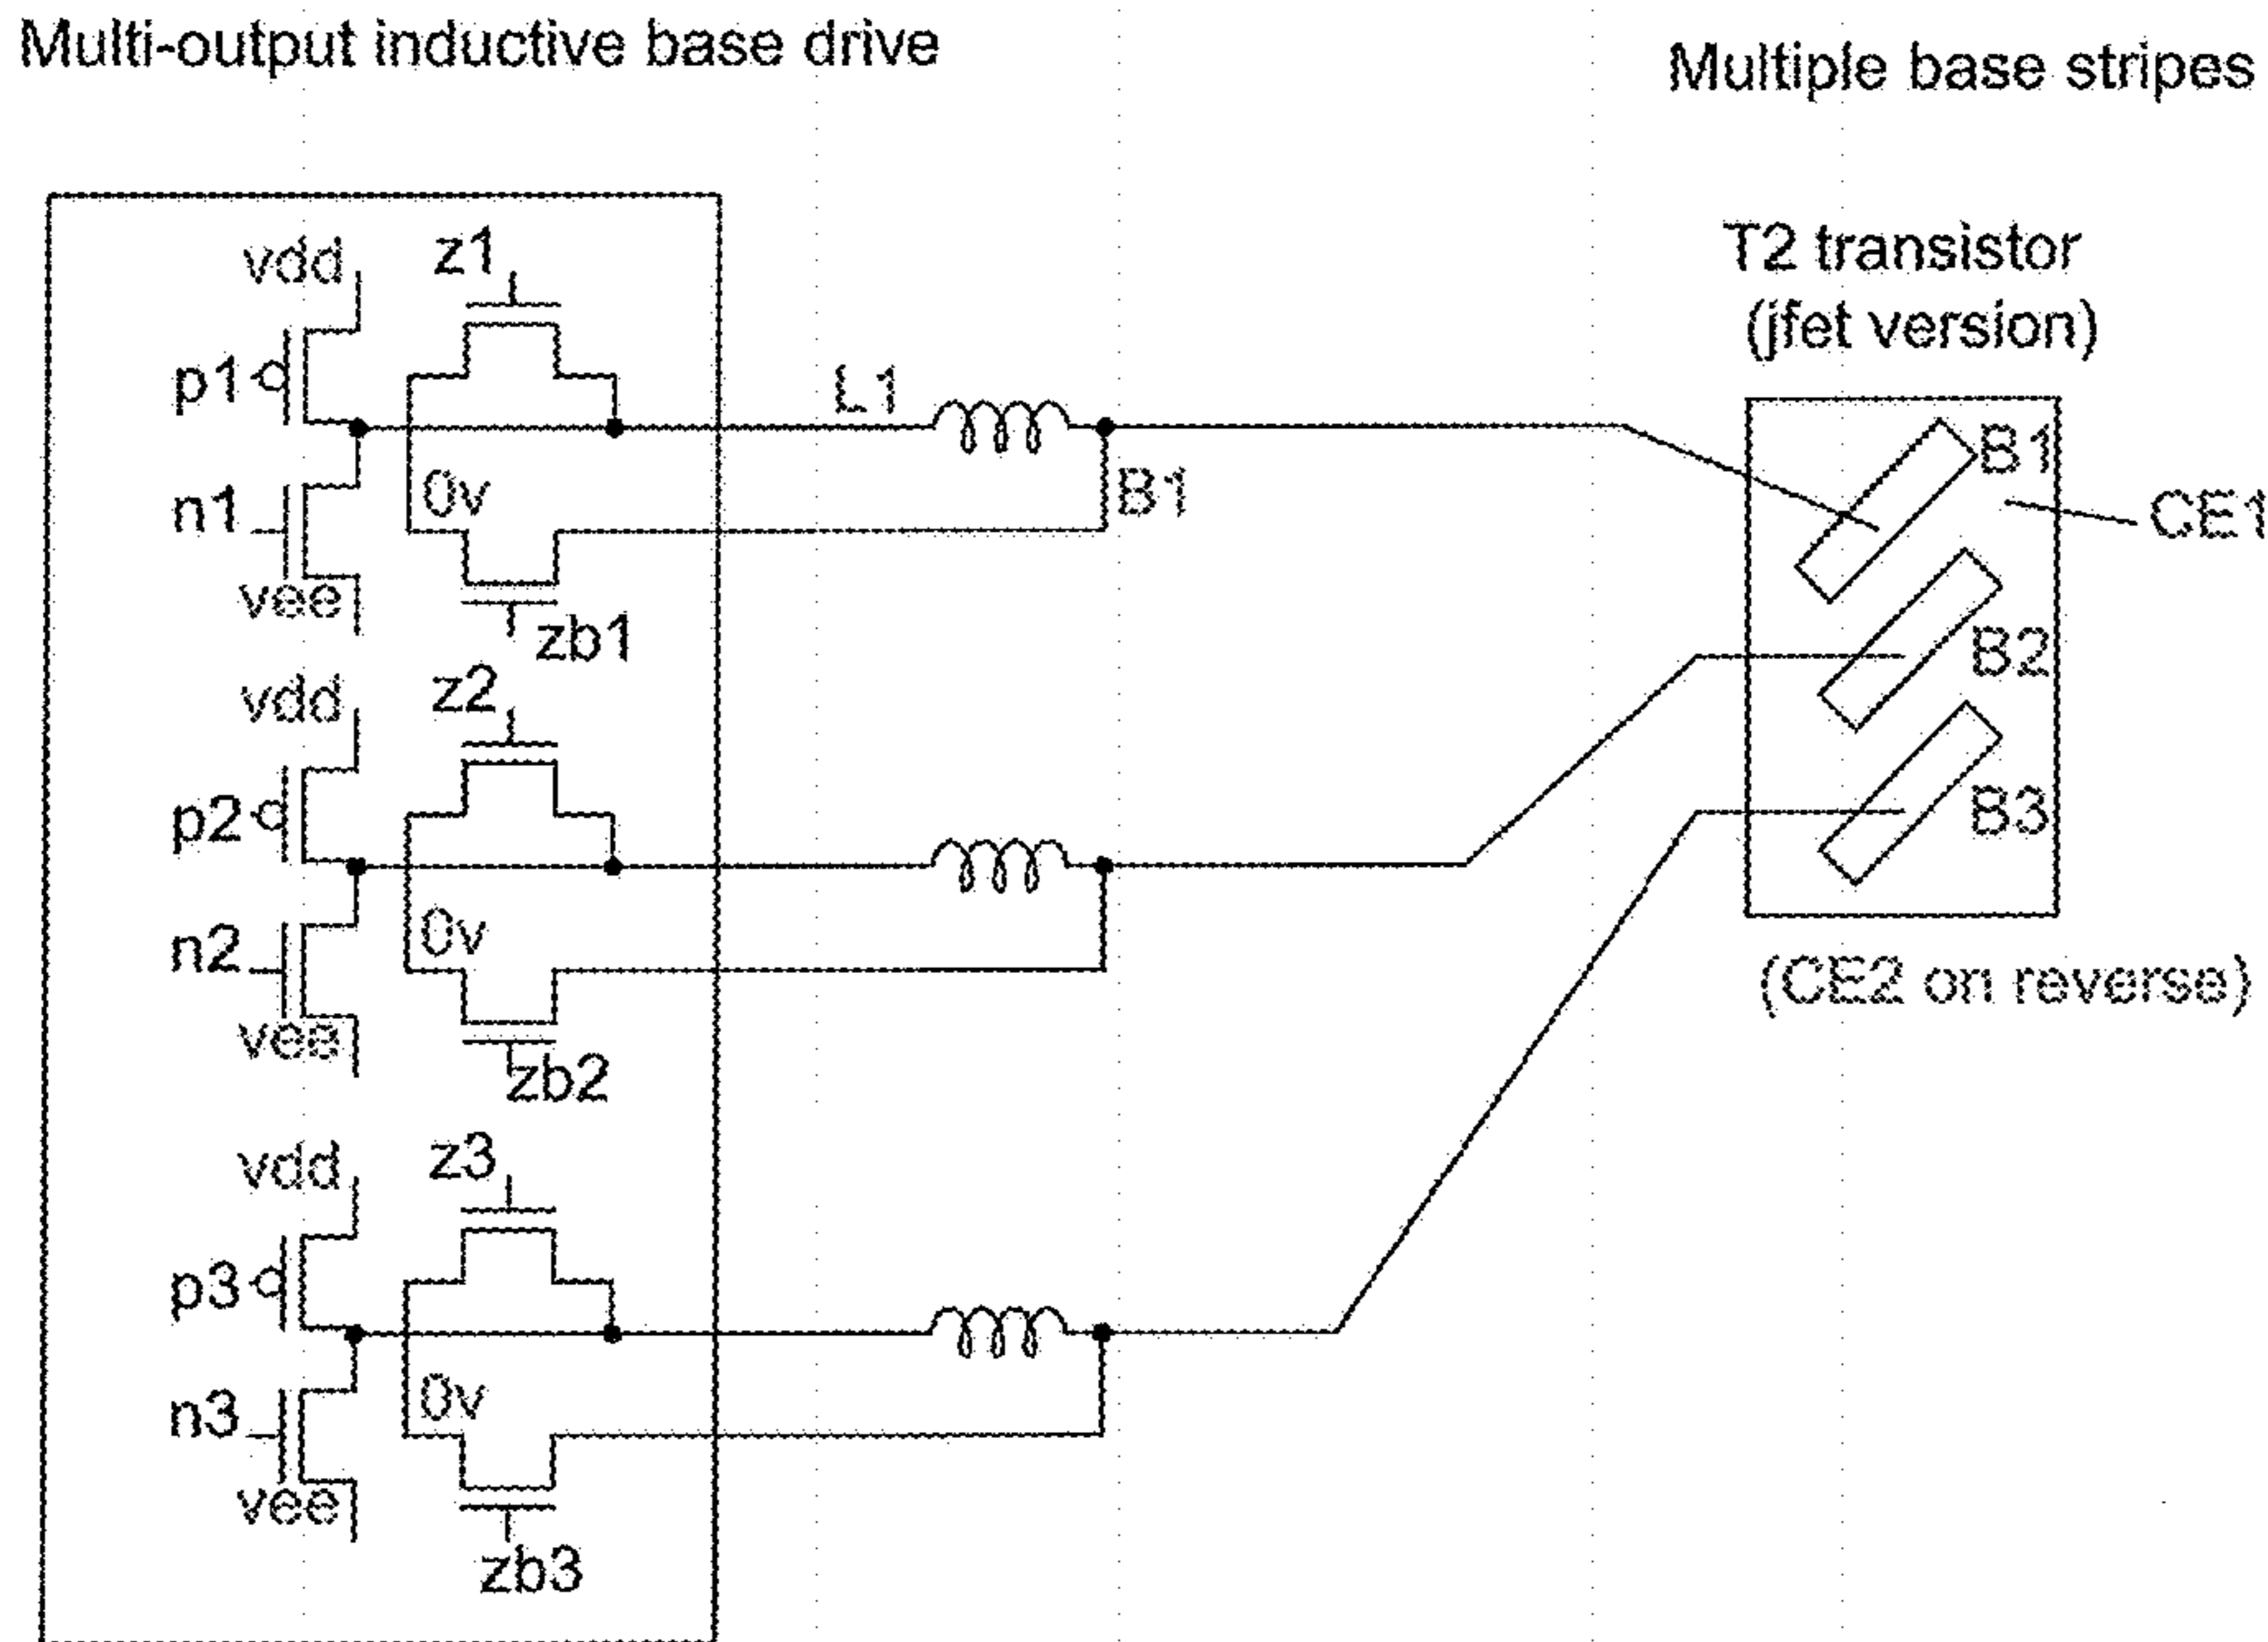 Multi-output inductive base drive
Multiple base stripes
T2 transistor
(jfet version)
vdd
z1
p1
L1
n1
0v
B1
vee
zb1
B1
CE1
B2
B3
(CE2 on reverse)
vdd
z2
p2
0v
n2
vee
zb2
vdd
z3
p3
0v
n3
vee
zb3